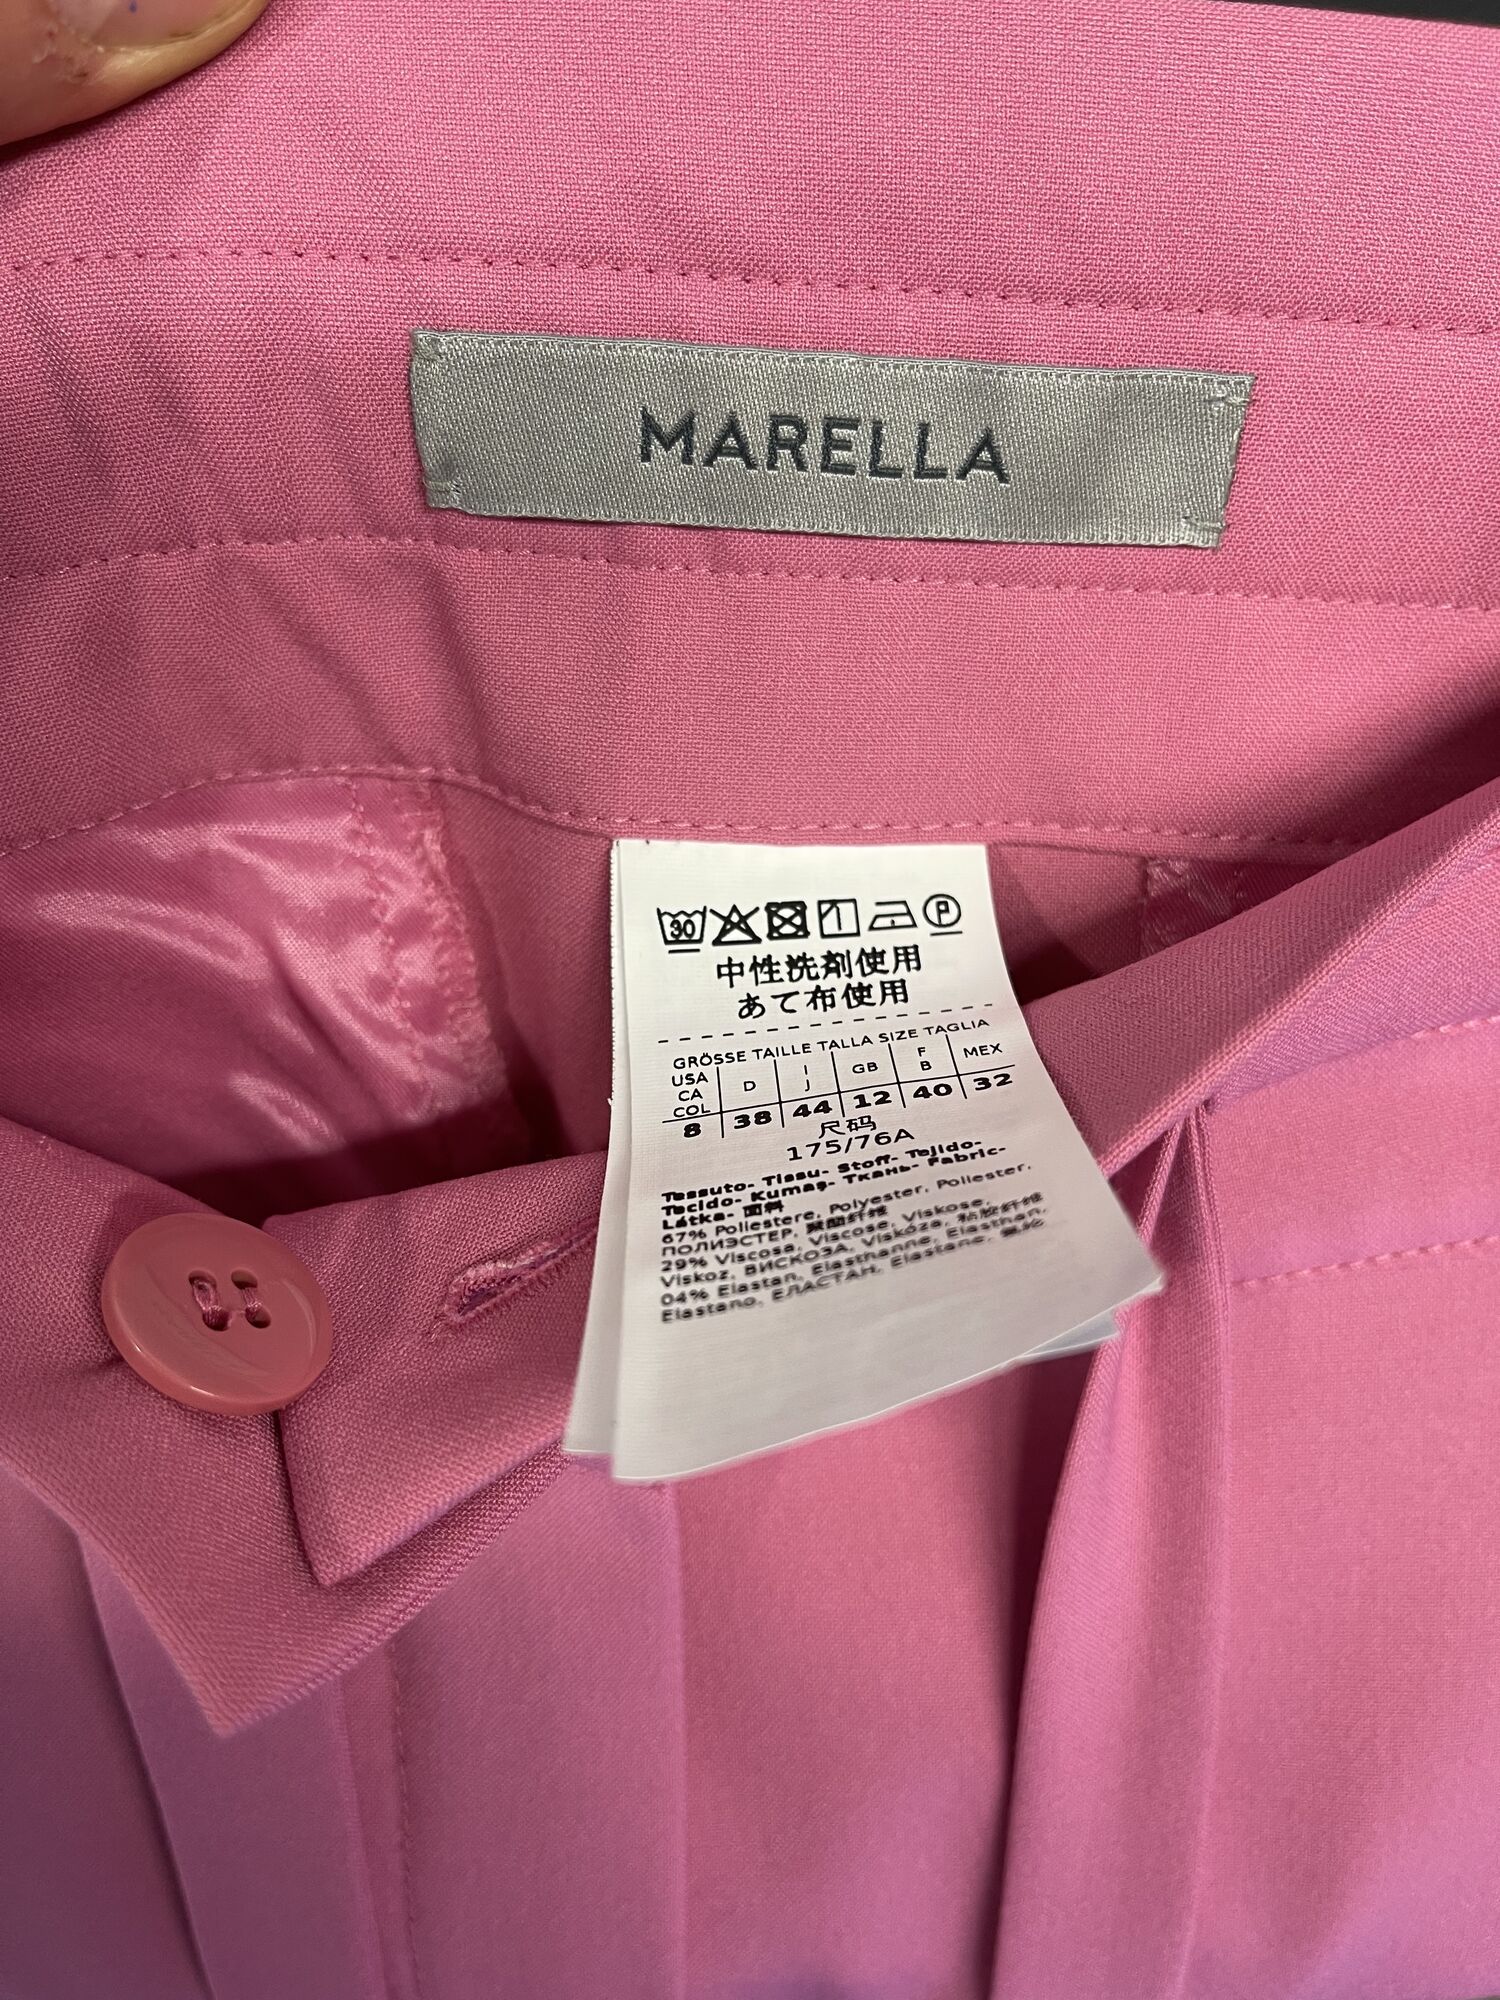 MARELLA
30 P
中性洗剤使用
あて布使用
GRÖSSE TAILLE TALLA SIZE TAGLIA
USA CA COL D I J GB F B MEX
8 38 44 12 40 32
尺码
175/76A
Tessuto- Tissu- Stoff- Tejido-
Tecido- Kumaş- Ткань- Fabric-
Látka- 面料
67% Poliestere, Polyester, Poliester,
ПОЛИЭСТЕР, 聚酯纤维
29% Viscosa, Viscose, Viskose,
Viskoz, ВИСКОЗА, Viskóza, 粘胶纤维
04% Elastan, Elasthanne, Elasthan,
Elastano, ЕЛАСТАН, Elastane, 氨纶